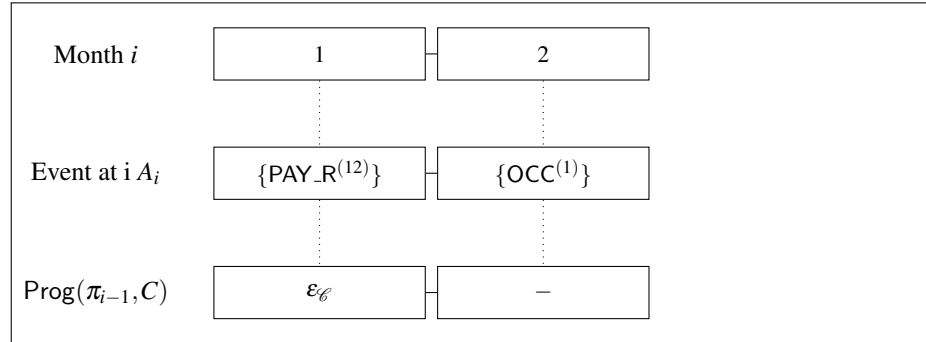 Month i 1 2
Event at i A_i {PAY_R^(12)} {OCC^(1)}
Prog(π_{i−1}, C) ε_𝒞 −